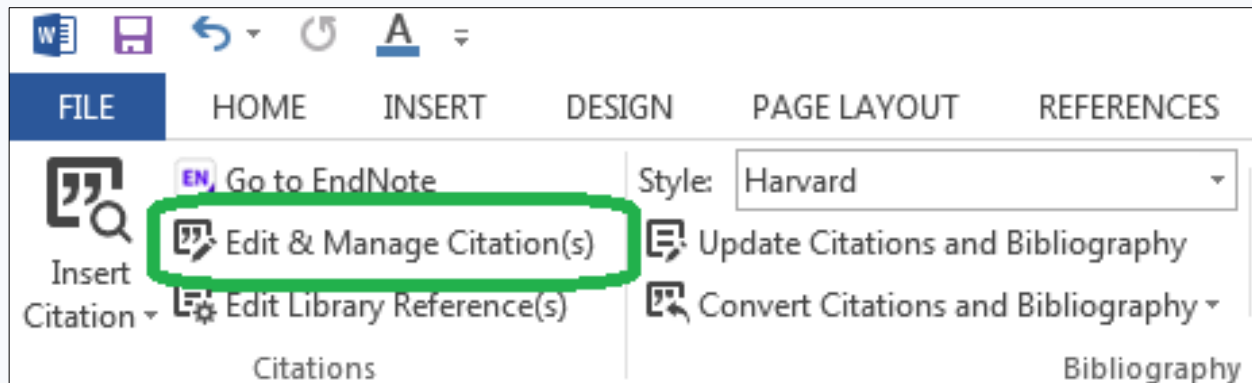 FILE HOME INSERT DESIGN PAGE LAYOUT REFERENCES
Insert
Citation
EN Go to EndNote
Edit & Manage Citation(s)
Edit Library Reference(s)
Citations
Style: Harvard
Update Citations and Bibliography
Convert Citations and Bibliography
Bibliography